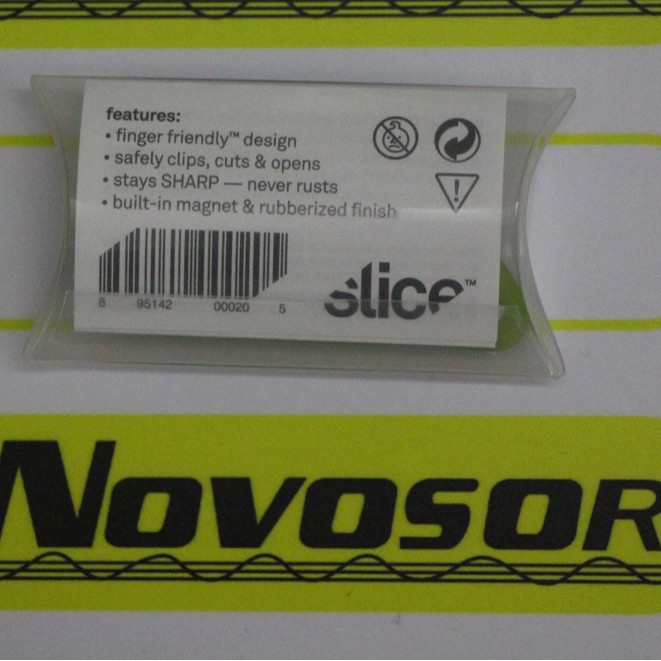 features:
• finger friendly™ design
• safely clips, cuts & opens
• stays SHARP — never rusts
• built-in magnet & rubberized finish
8 95142 00020 5
slice™
NOVOSOR